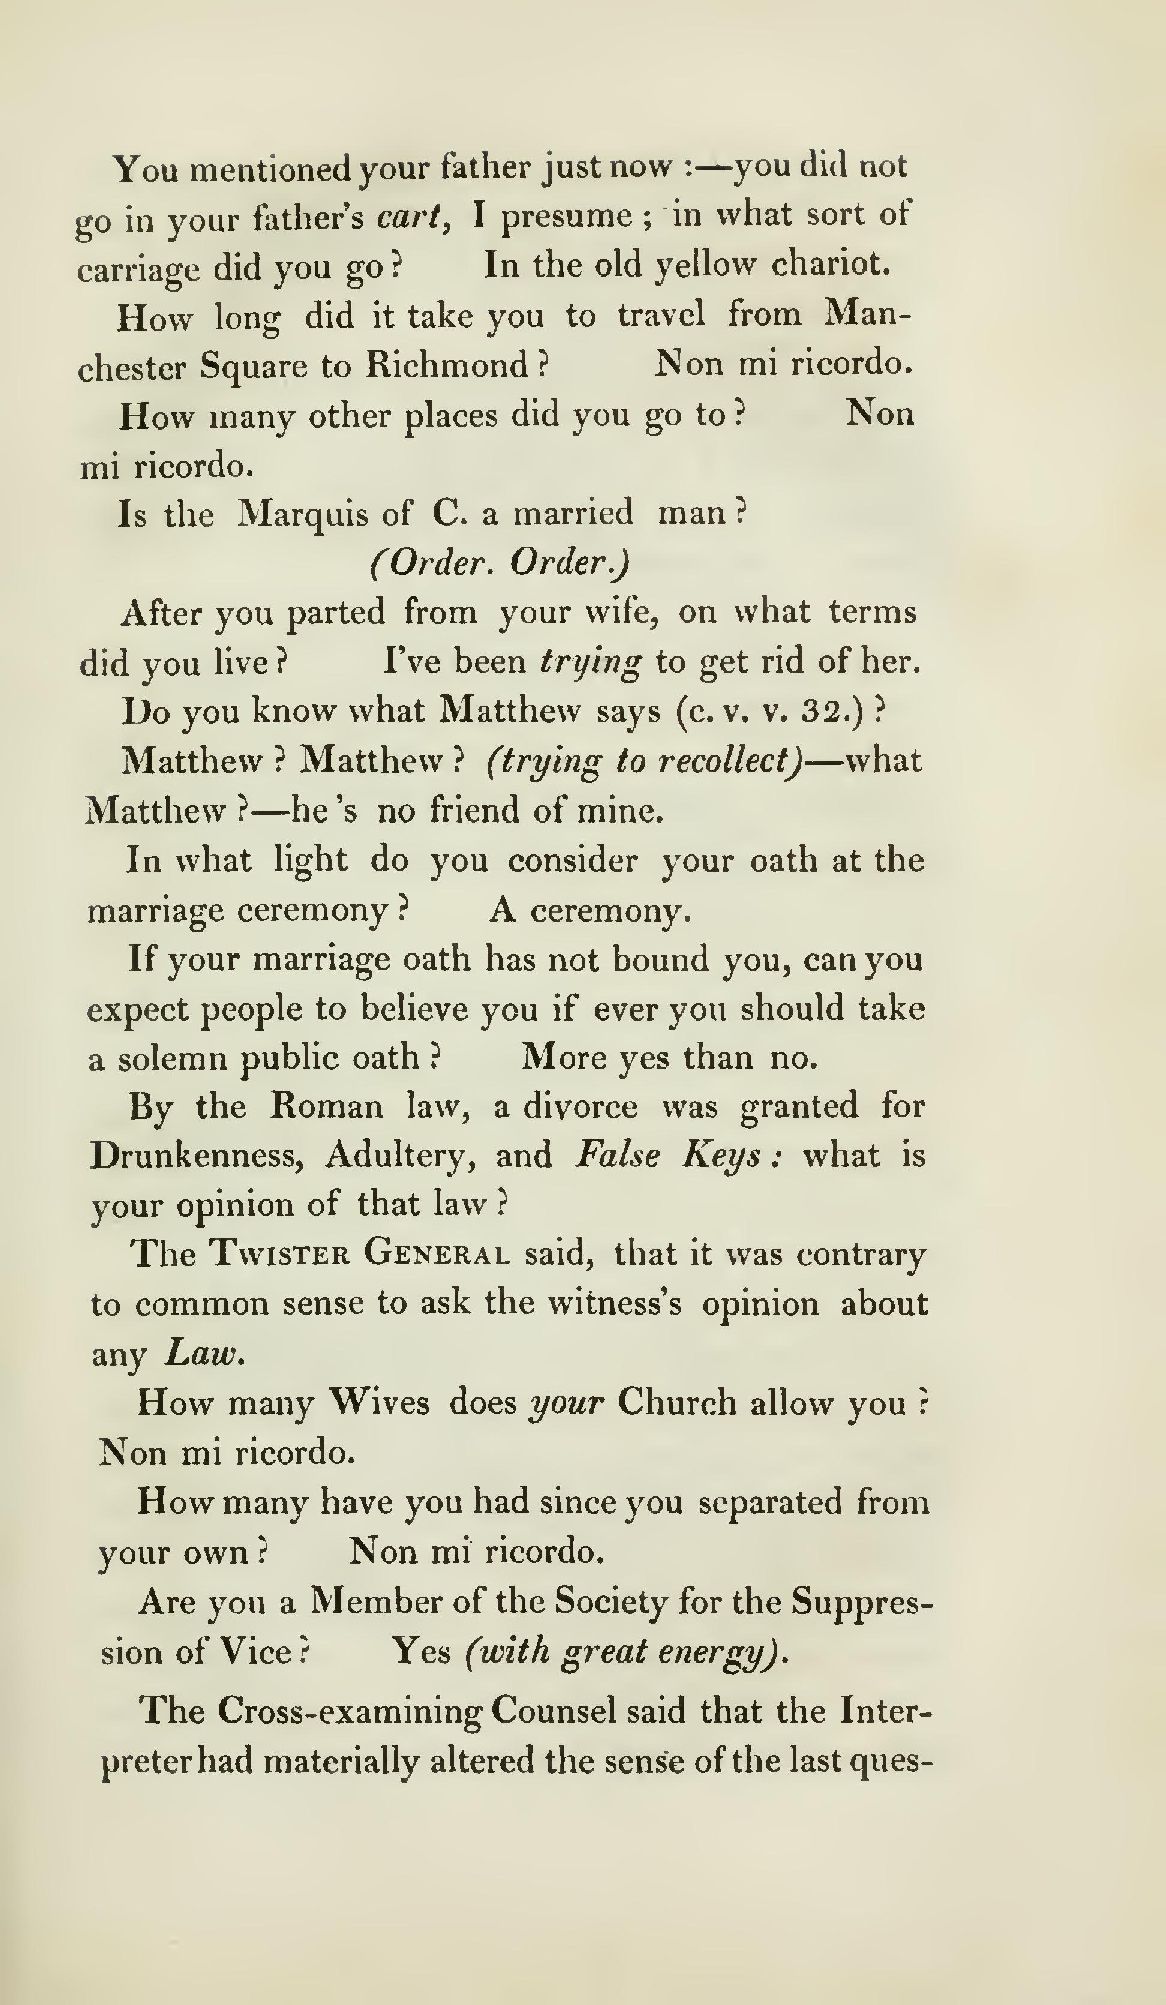 You mentioned your father just now :—you did not
go in your father's cart, I presume ; in what sort of
carriage did you go ? In the old yellow chariot.
How long did it take you to travel from Man-
chester Square to Richmond ? Non mi ricordo.
How many other places did you go to ? Non
mi ricordo.
Is the Marquis of C. a married man ?
(Order. Order.)
After you parted from your wife, on what terms
did you live ? I've been trying to get rid of her.
Do you know what Matthew says (c. v. v. 32.) ?
Matthew ? Matthew ? (trying to recollect)—what
Matthew ?—he 's no friend of mine.
In what light do you consider your oath at the
marriage ceremony ? A ceremony.
If your marriage oath has not bound you, can you
expect people to believe you if ever you should take
a solemn public oath ? More yes than no.
By the Roman law, a divorce was granted for
Drunkenness, Adultery, and False Keys : what is
your opinion of that law ?
The TWISTER GENERAL said, that it was contrary
to common sense to ask the witness's opinion about
any Law.
How many Wives does your Church allow you ?
Non mi ricordo.
How many have you had since you separated from
your own ? Non mi ricordo.
Are you a Member of the Society for the Suppres-
sion of Vice ? Yes (with great energy).
The Cross-examining Counsel said that the Inter-
preter had materially altered the sense of the last ques-